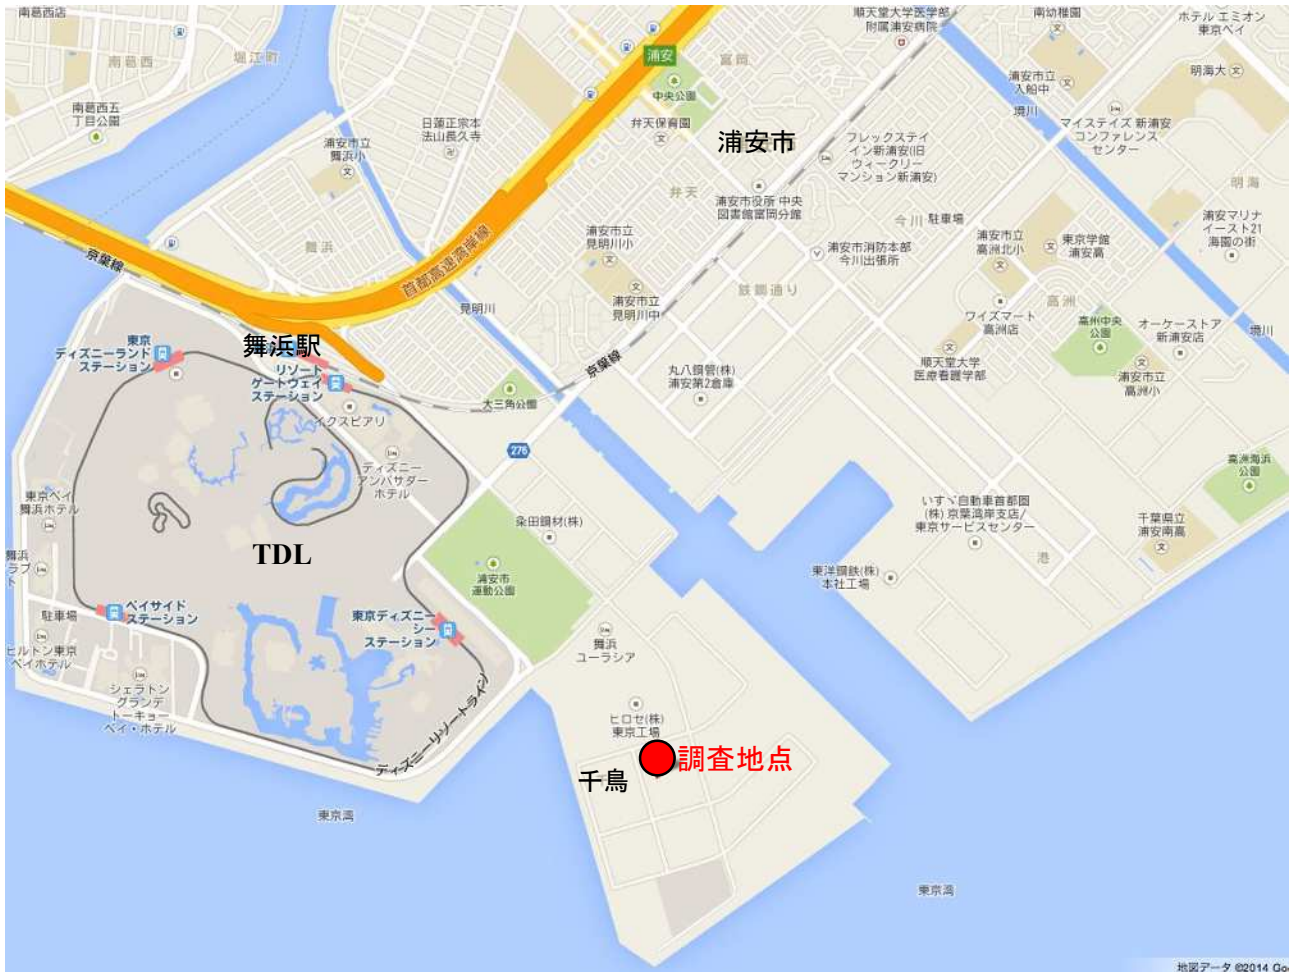 南葛西店
南葛西
堀江町
南葛西五
丁目公園
日蓮正宗本
法山長久寺
浦安市立
舞浜小
浦安
富岡
中央公園
弁天保育園
浦安市
順天堂大学医学部
附属浦安病院
南幼稚園
ホテル エミオン
東京ベイ
浦安市立
入船中
明海大
境川
マイステイズ 新浦安
コンファレンス
センター
フレックステイ
イン新浦安(旧
ウィークリー
マンション新浦安)
弁天
浦安市役所 中央
図書館富岡分館
今川
駐車場
明海
浦安マリナ
イースト21
海園の街
浦安市立
見明川小
浦安市消防本部
今川出張所
浦安市立
高洲北小
東京学館
浦安高
舞浜
首都高速湾岸線
京葉線
見明川
浦安市立
見明川中
鉄鋼通り
高洲
ワイズマート
高洲店
高州中央
公園
オーケーストア
新浦安店
境川
東京
ディズニーランド
ステーション
舞浜駅
リゾート
ゲートウェイ
ステーション
イクスピアリ
大三角公園
京葉線
丸八鋼管(株)
浦安第2倉庫
順天堂大学
医療看護学部
浦安市立
高洲小
276
ディズニー
アンバサダー
ホテル
高洲海浜
公園
東京ベイ
舞浜ホテル
粂田鋼材(株)
いすゞ自動車首都圏
(株) 京葉湾岸支店/
東京サービスセンター
千葉県立
浦安南高
港
舞浜
TDL
浦安市
運動公園
東洋鋼鉄(株)
本社工場
ベイサイド
ステーション
駐車場
東京ディズニー
シー
ステーション
舞浜
ユーラシア
ヒルトン東京
ベイホテル
シェラトン
グランデ
トーキョー
ベイ・ホテル
ディズニーリゾートライン
ヒロセ(株)
東京工場
調査地点
千鳥
東京湾
東京湾
地図データ ©2014 Goo